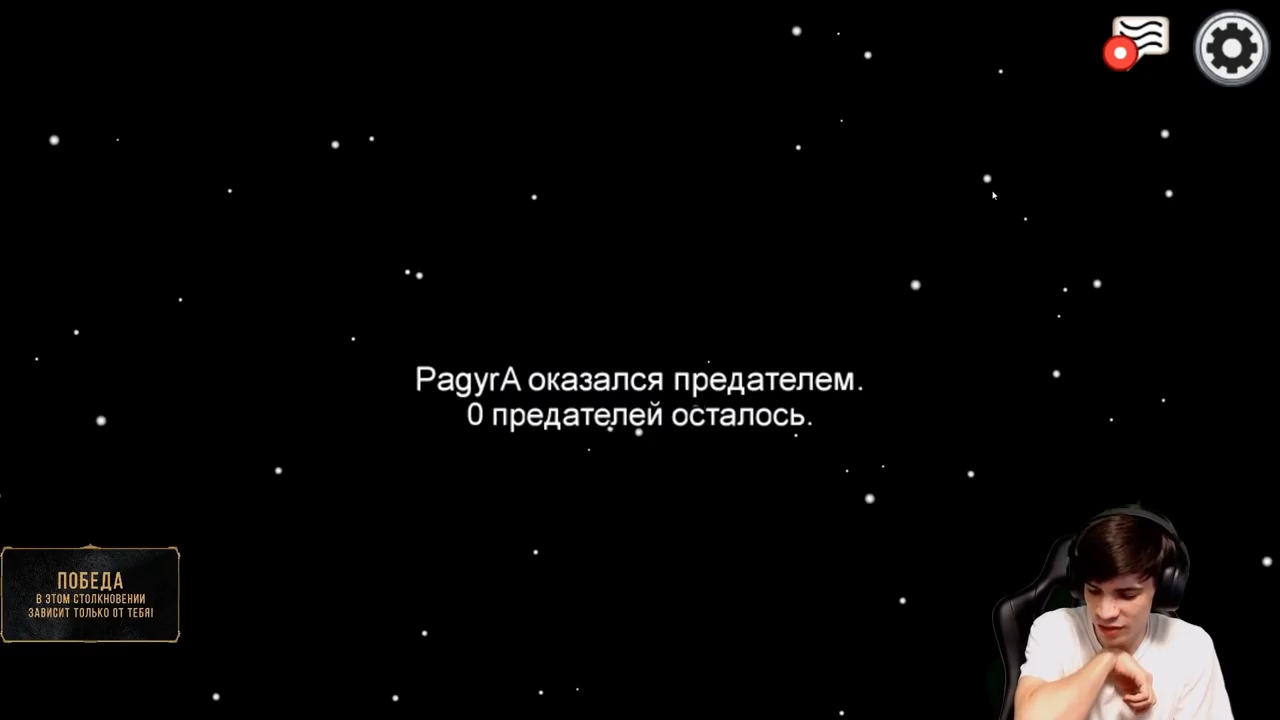 PagyrA оказался предателем.
0 предателей осталось.
ПОБЕДА
В ЭТОМ СТОЛКНОВЕНИИ
ЗАВИСИТ ТОЛЬКО ОТ ТЕБЯ!